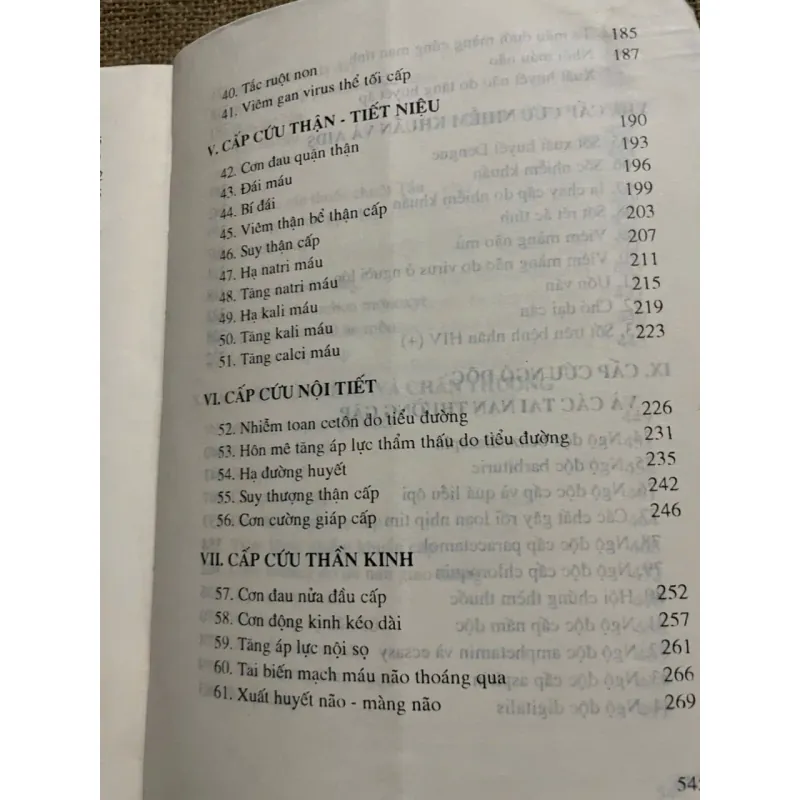 40. Tắc ruột non 185
41. Viêm gan virus thể tối cấp 187
V. CẤP CỨU THẬN - TIẾT NIỆU
42. Cơn đau quặn thận 190
43. Đái máu 193
44. Bí đái 196
45. Viêm thận bể thận cấp 199
46. Suy thận cấp 203
47. Hạ natri máu 207
48. Tăng natri máu 211
49. Hạ kali máu 215
50. Tăng kali máu 219
51. Tăng calci máu 223
VI. CẤP CỨU NỘI TIẾT
52. Nhiễm toan cetôn do tiểu đường 226
53. Hôn mê tăng áp lực thẩm thấu do tiểu đường 231
54. Hạ đường huyết 235
55. Suy thượng thận cấp 242
56. Cơn cường giáp cấp 246
VII. CẤP CỨU THẦN KINH
57. Cơn đau nửa đầu cấp 252
58. Cơn động kinh kéo dài 257
59. Tăng áp lực nội sọ 261
60. Tai biến mạch máu não thoáng qua 266
61. Xuất huyết não - màng não 269